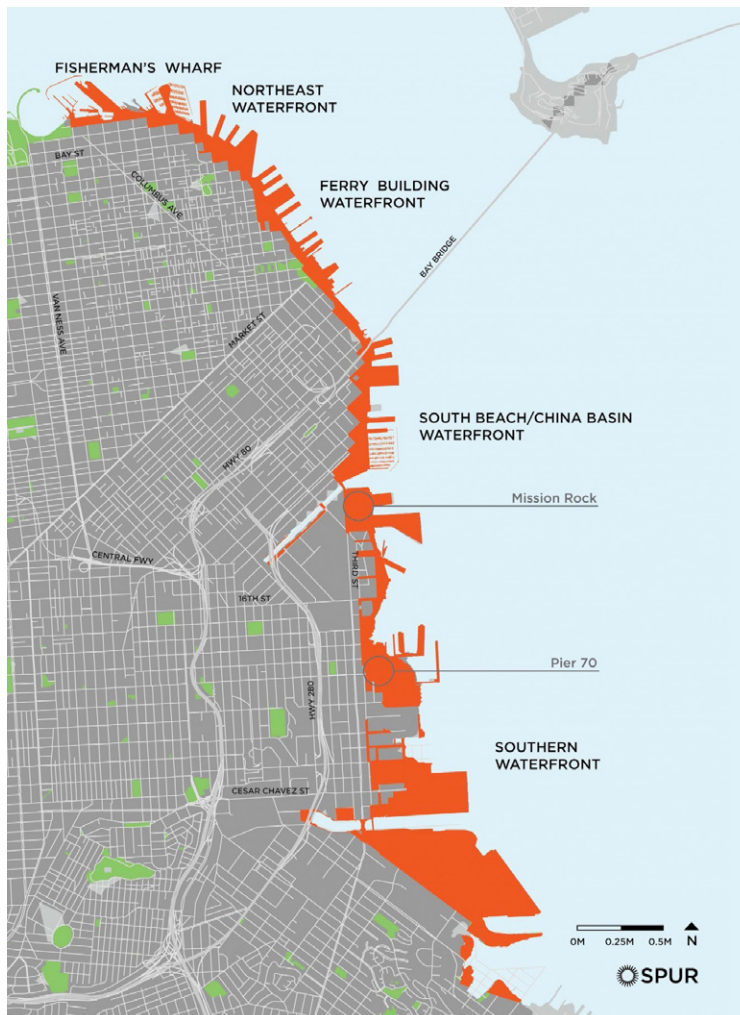 FISHERMAN'S WHARF
NORTHEAST
WATERFRONT
BAY ST
COLUMBUS AVE
FERRY BUILDING
WATERFRONT
BAY BRIDGE
VAN NESS AVE
MARKET ST
SOUTH BEACH/CHINA BASIN
WATERFRONT
HWY 80
Mission Rock
CENTRAL FWY
THIRD ST
16TH ST
Pier 70
HWY 280
SOUTHERN
WATERFRONT
CESAR CHAVEZ ST
0M 0.25M 0.5M N
SPUR